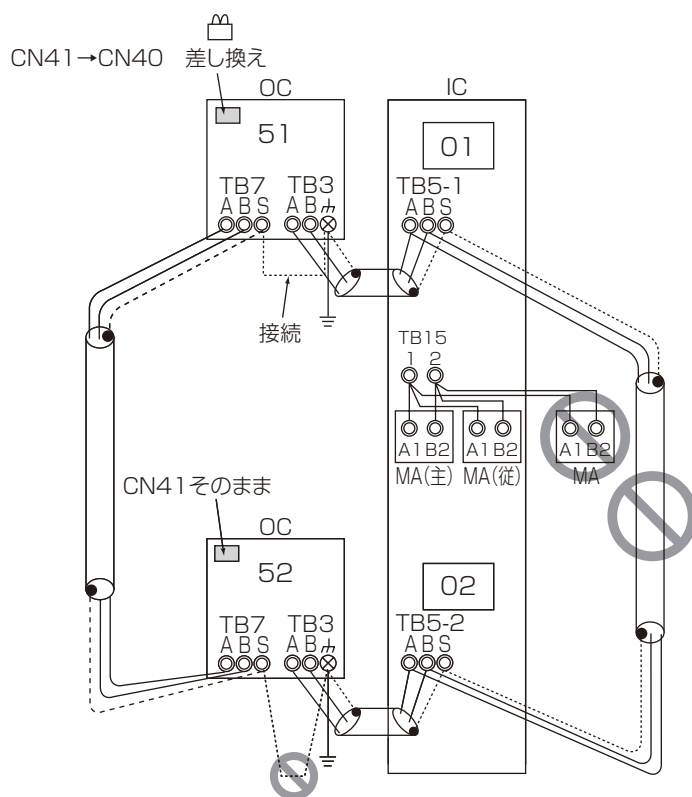 CN41→CN40 差し換え
OC
IC
51
01
TB7 TB3
TB5-1
A B S A B
A B S
接続
TB15
1 2
A1 B2 A1 B2 A1 B2
MA(主) MA(従) MA
CN41そのまま
OC
52
02
TB7 TB3
TB5-2
A B S A B
A B S